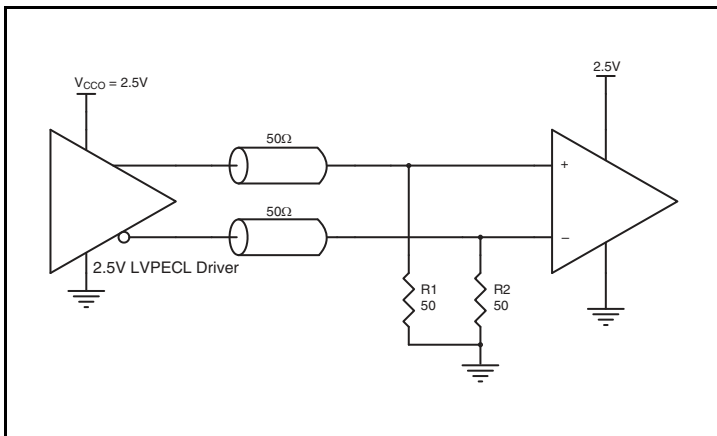 V_CCO = 2.5V
2.5V
50Ω
+
50Ω
–
2.5V LVPECL Driver
R1
50
R2
50